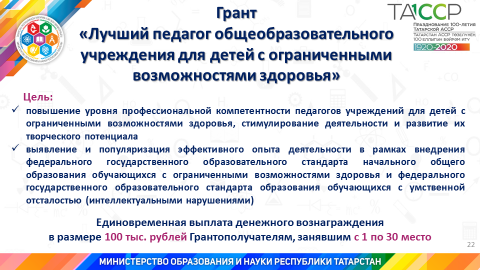 Грант
«Лучший педагог общеобразовательного
учреждения для детей с ограниченными
возможностями здоровья»
ТАССР
Празднование 100-летия
Татарской АССР
1920-2020
Цель:
✓ повышение уровня профессиональной компетентности педагогов учреждений для детей с
ограниченными возможностями здоровья, стимулирование деятельности и развитие их
творческого потенциала
✓ выявление и популяризация эффективного опыта деятельности в рамках внедрения
федерального государственного образовательного стандарта начального общего
образования обучающихся с ограниченными возможностями здоровья и федерального
государственного образовательного стандарта образования обучающихся с умственной
отсталостью (интеллектуальными нарушениями)
Единовременная выплата денежного вознаграждения
в размере 100 тыс. рублей Грантополучателям, занявшим с 1 по 30 место
22
МИНИСТЕРСТВО ОБРАЗОВАНИЯ И НАУКИ РЕСПУБЛИКИ ТАТАРСТАН